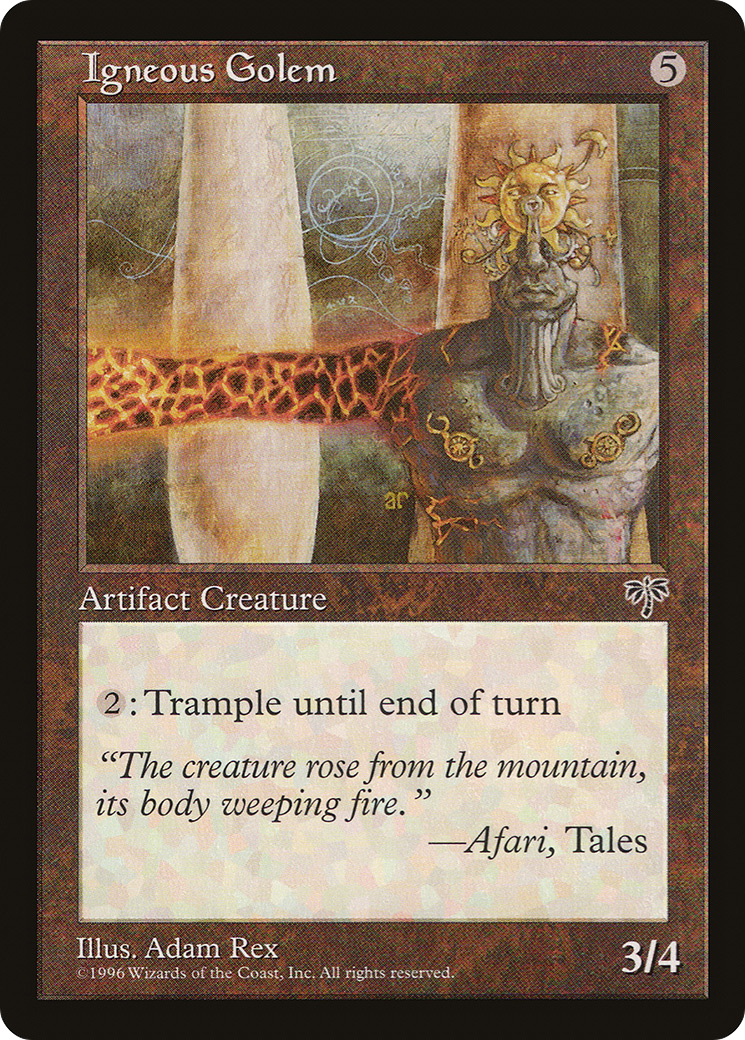 Igneous Golem
5
ar
Artifact Creature
2: Trample until end of turn
“The creature rose from the mountain,
its body weeping fire.”
—Afari, Tales
Illus. Adam Rex
©1996 Wizards of the Coast, Inc. All rights reserved.
3/4